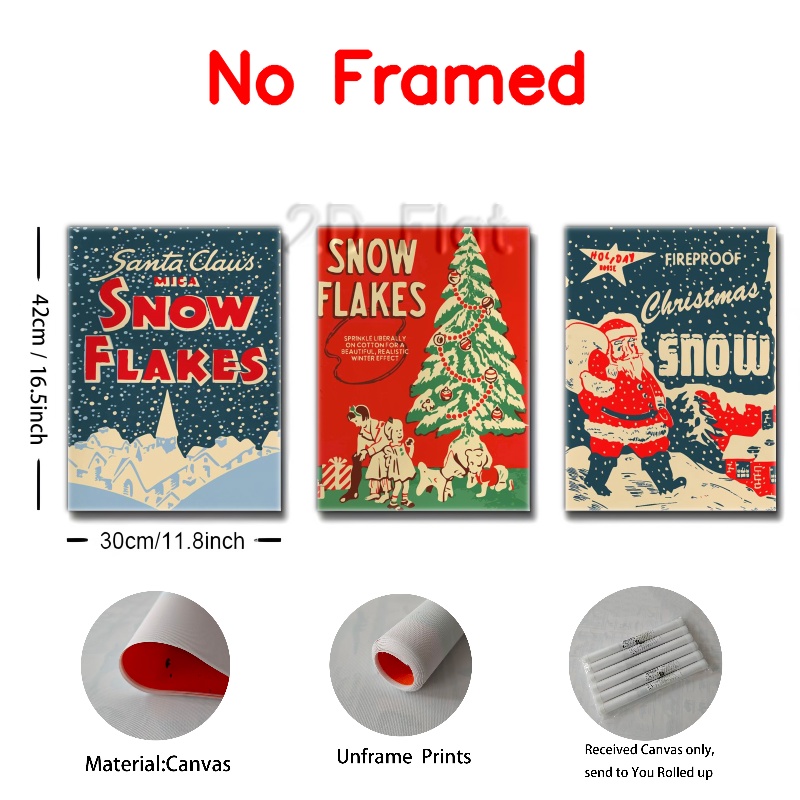 No Framed
2D Flat
42cm / 16.5inch
Santa Claus
MICA
SNOW
FLAKES
SNOW
FLAKES
SPRINKLE LIBERALLY
ON COTTON FOR A
BEAUTIFUL, REALISTIC
WINTER EFFECT
HOLIDAY
FIREPROOF
Christmas
SNOW
30cm/11.8inch
Material:Canvas
Unframe Prints
Received Canvas only,
send to You Rolled up